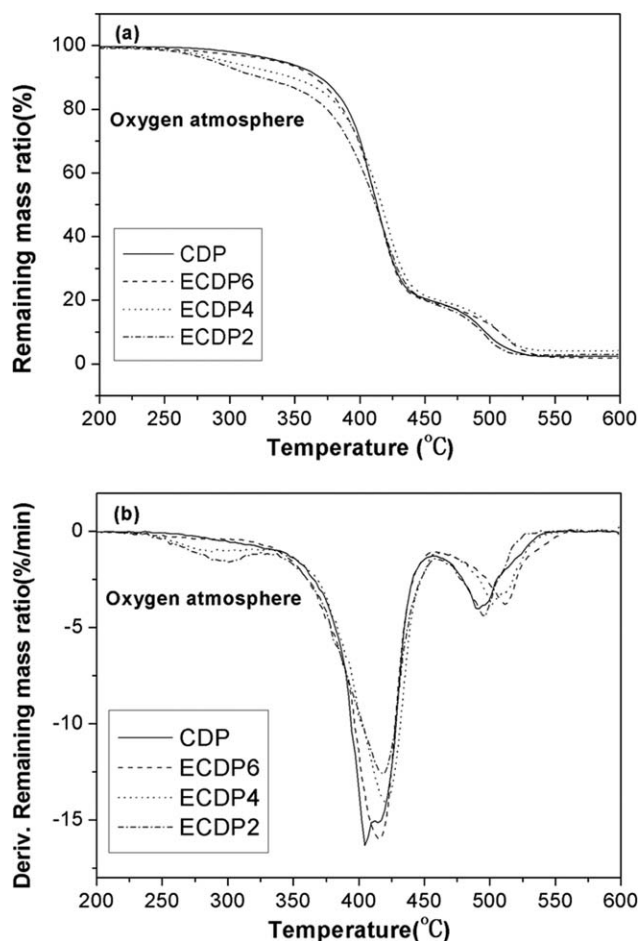 (a)
100
80
60
40
20
0
Remaining mass ratio(%)
Oxygen atmosphere
CDP
ECDP6
ECDP4
ECDP2
200 250 300 350 400 450 500 550 600
Temperature (°C)
(b)
0
-5
-10
-15
Deriv. Remaining mass ratio(%/min)
Oxygen atmosphere
CDP
ECDP6
ECDP4
ECDP2
200 250 300 350 400 450 500 550 600
Temperature(°C)